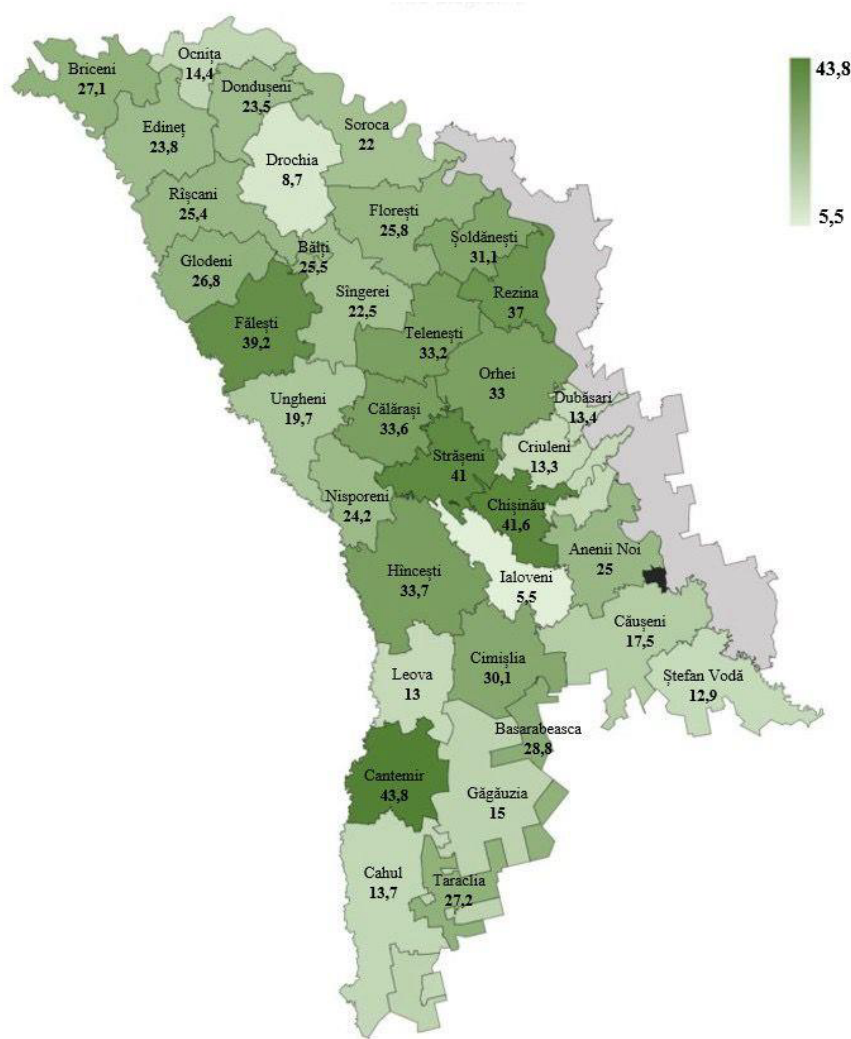 Ocnița
14,4
Briceni
27,1
Dondușeni
23,5
Edineț
23,8
Soroca
22
Drochia
8,7
Rîșcani
25,4
Florești
25,8
Șoldănești
31,1
Bălți
25,5
Glodeni
26,8
Sîngerei
22,5
Rezina
37
Fălești
39,2
Telenești
33,2
Orhei
33
Ungheni
19,7
Călărași
33,6
Dubăsari
13,4
Criuleni
13,3
Strășeni
41
Nisporeni
24,2
Chișinău
41,6
Anenii Noi
25
Hîncești
33,7
Ialoveni
5,5
Căușeni
17,5
Leova
13
Cimișlia
30,1
Ștefan Vodă
12,9
Basarabeasca
28,8
Cantemir
43,8
Găgăuzia
15
Cahul
13,7
Taraclia
27,2
43,8
5,5